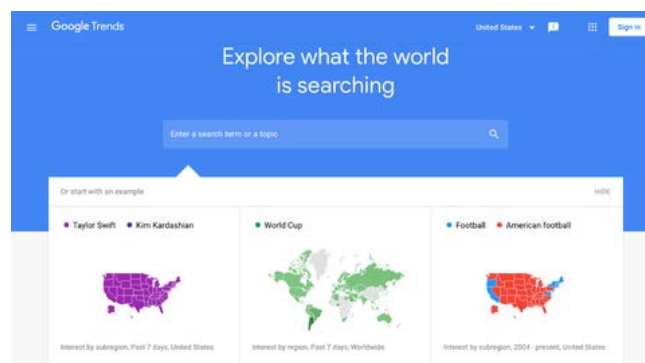 Google Trends
United States
Sign in
Explore what the world
is searching
Enter a search term or a topic
Or start with an example
HIDE
Taylor Swift Kim Kardashian
World Cup
Football American football
Interest by subregion, Past 7 days, United States
Interest by region, Past 7 days, Worldwide
Interest by subregion, 2004 - present, United States